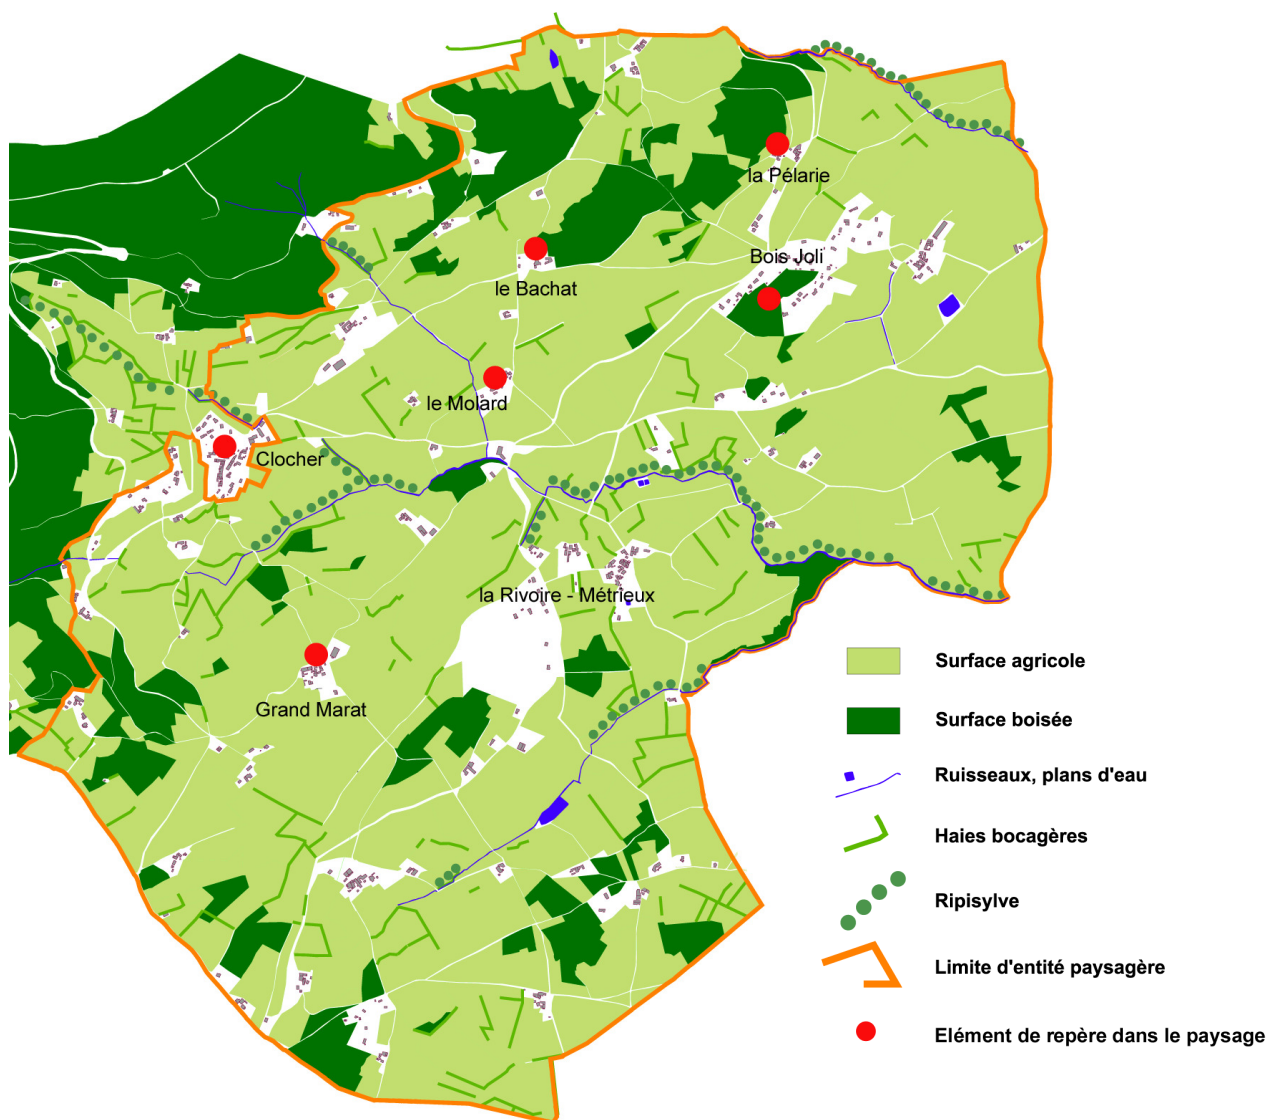 la Pélarie
Bois Joli
le Bachat
le Molard
Clocher
la Rivoire - Métrieux
Grand Marat
Surface agricole
Surface boisée
Ruisseaux, plans d'eau
Haies bocagères
Ripisylve
Limite d'entité paysagère
Elément de repère dans le paysage